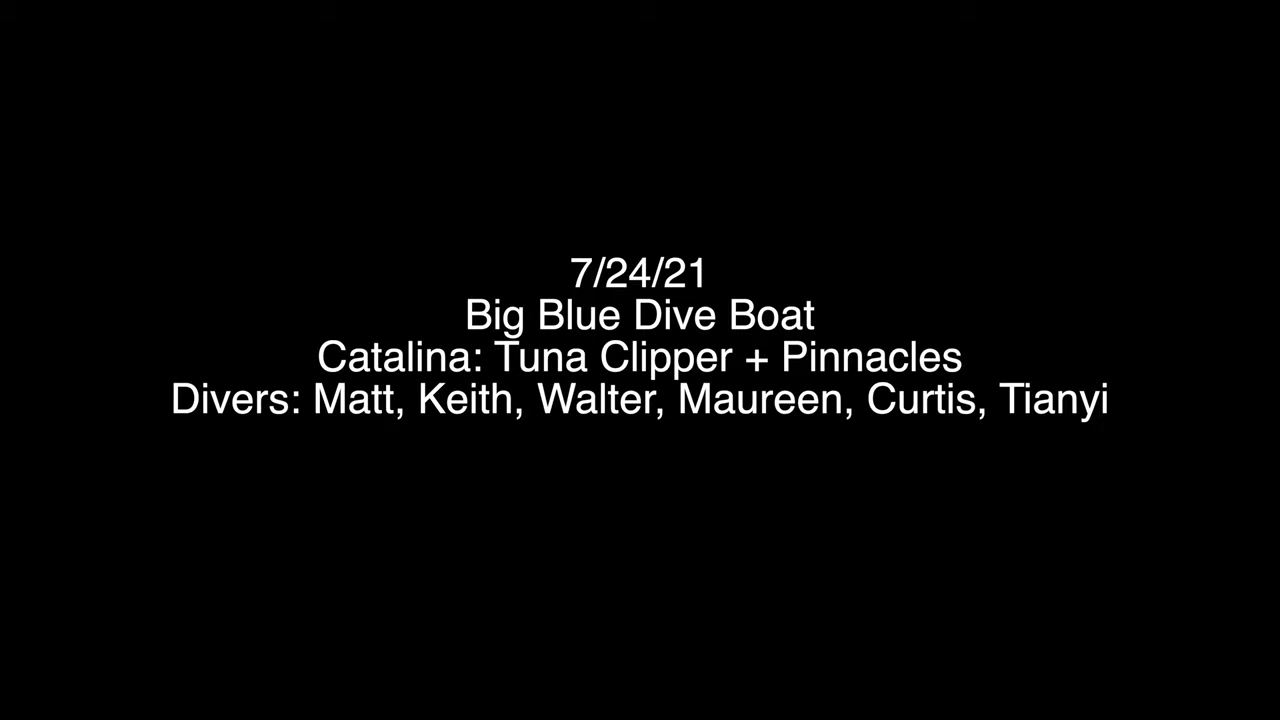 7/24/21
Big Blue Dive Boat
Catalina: Tuna Clipper + Pinnacles
Divers: Matt, Keith, Walter, Maureen, Curtis, Tianyi